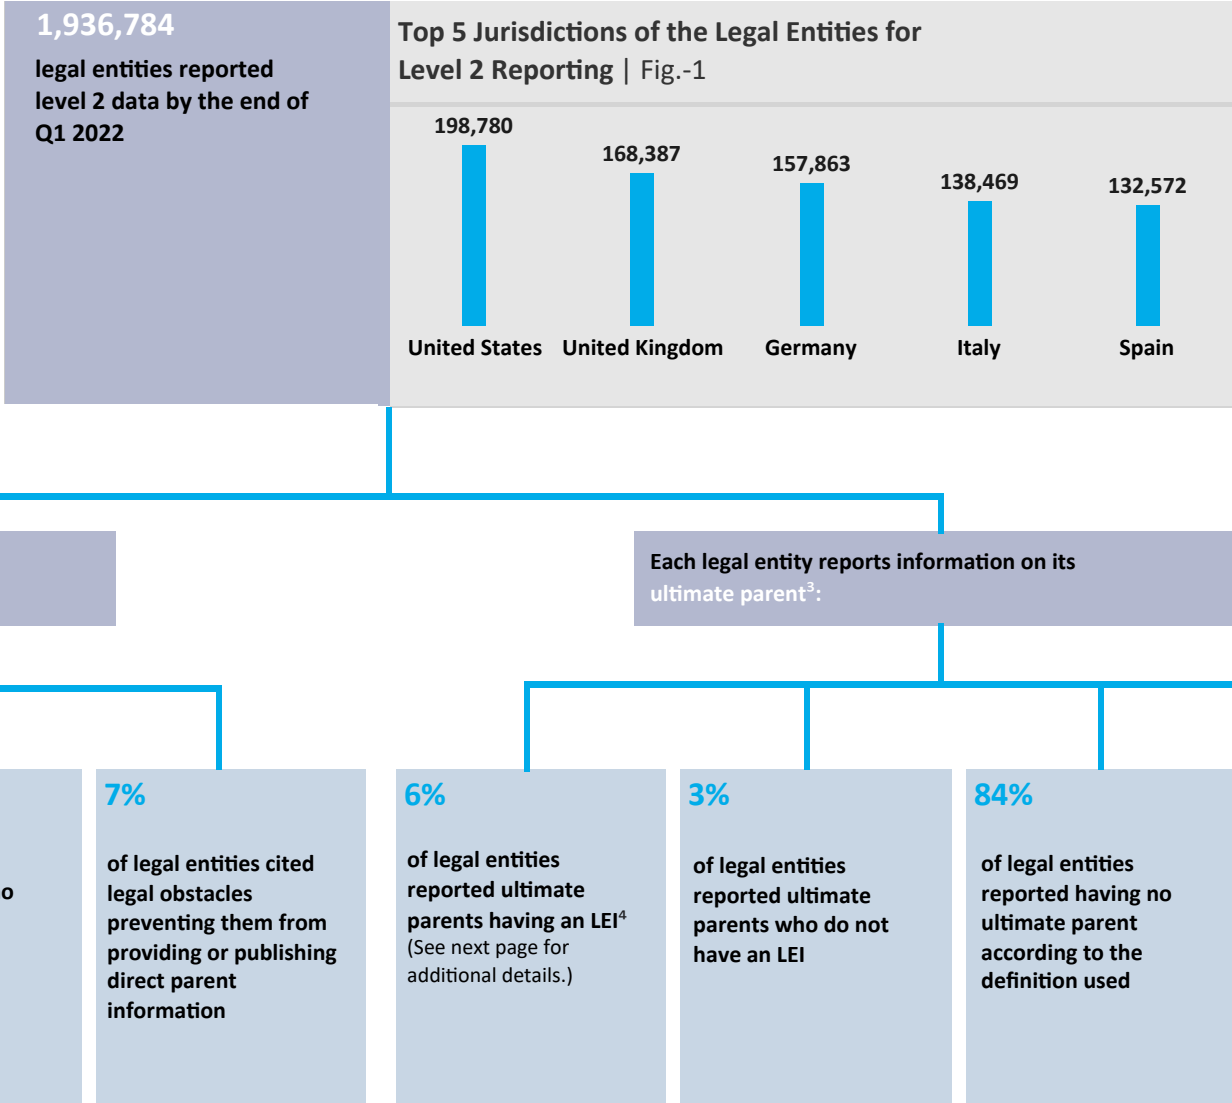 1,936,784
legal entities reported
level 2 data by the end of
Q1 2022
Top 5 Jurisdictions of the Legal Entities for
Level 2 Reporting | Fig.-1
198,780
168,387
157,863
138,469
132,572
United States
United Kingdom
Germany
Italy
Spain
Each legal entity reports information on its
ultimate parent³:
7%
of legal entities cited
legal obstacles
preventing them from
providing or publishing
direct parent
information
6%
of legal entities
reported ultimate
parents having an LEI⁴
(See next page for
additional details.)
3%
of legal entities
reported ultimate
parents who do not
have an LEI
84%
of legal entities
reported having no
ultimate parent
according to the
definition used